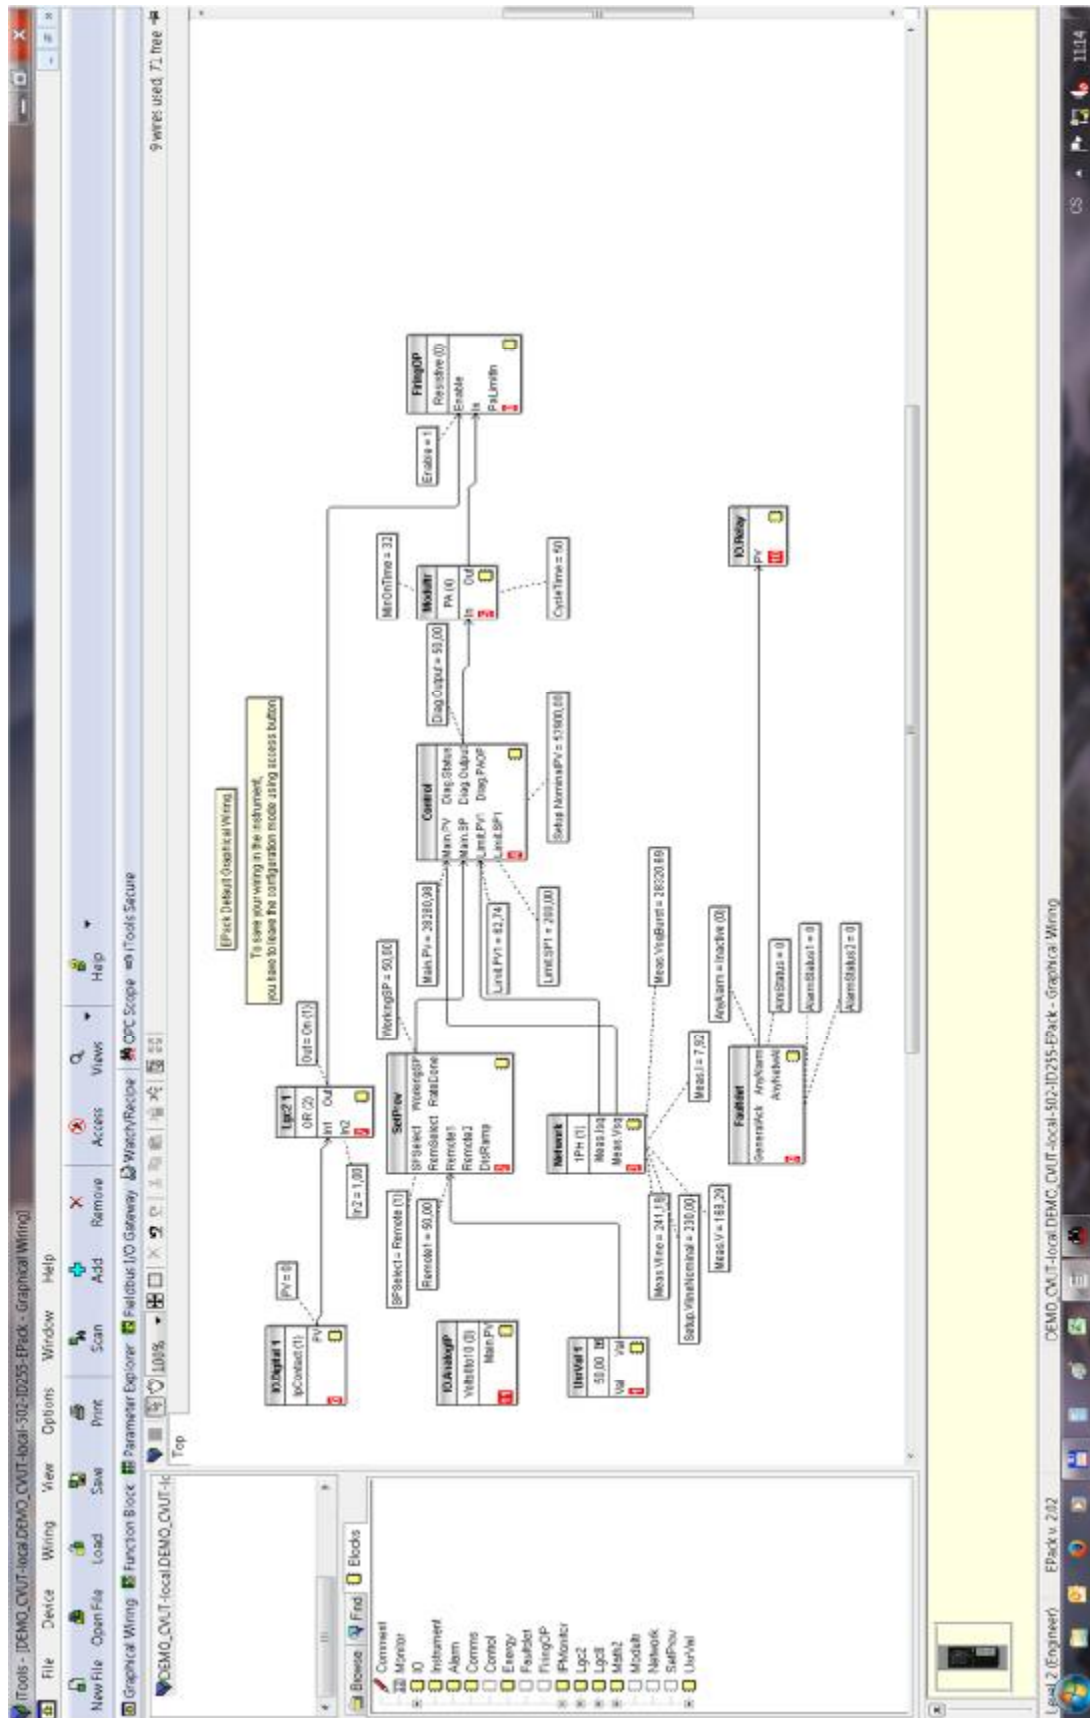 iTools - [DEMO_CVUT-local.DEMO_CVUT-local-502-ID255-EPack - Graphical Wiring]
File Device Wiring View Options Window Help
New File Open File Load Save Print Scan Add Remove Access Views Help
Graphical Wiring Function Block Parameter Explorer Fieldbus I/O Gateway Watch/Recipe OPC Scope iTools Secure
100%
9 wires used, 71 free
DEMO_CVUT-local.DEMO_CVUT-lc
Top
Browse Find Blocks
Comment
Monitor
IO
Instrument
Alarm
Comms
Control
Energy
Faultdet
FiringOP
IPMonitor
Lgc2
Lgc8
Math2
Modultr
Network
SetProv
UsrVal
EPack Default Graphical Wiring.
To save your wiring in the instrument,
you have to leave the configuration mode using access button
IO.Digital 1
IpContact (1)
PV
PV = 0
Lgc2 1
OR (2)
In1 Out
In2
Out = On (1)
In2 = 1,00
IO.AnalogIP
Volts0to10 (0)
Main.PV
UsrVal 1
50,00
Val Val
SetProv
SPSelect WorkingSP
RemSelect RateDone
Remote1
Remote2
DisRamp
SPSelect = Remote (1)
Remote1 = 50,00
WorkingSP = 50,00
Network
1PH (1)
Meas.Isq
Meas.Vsq
Meas.Vline = 241,18
Setup.VlineNominal = 230,00
Meas.V = 168,29
Meas.I = 7,92
Meas.VsqBurst = 28320.69
Control
Main.PV Diag.Status
Main.SP Diag.Output
Limit.PV1 Diag.PAOP
Limit.SP1
Main.PV = 28280,98
Limit.PV1 = 62,74
Limit.SP1 = 200,00
Diag.Output = 50,00
Setup.NominalPV = 52900,00
Modultr
PA (4)
In Out
MinOnTime = 32
CycleTime = 50
FiringOP
Resistive (0)
Enable
In
PaLimitIn
Enable = 1
Faultdet
GeneralAck AnyAlarm
AnyNetwAl
AnyAlarm = Inactive (0)
AlmStatus = 0
AlarmStatus1 = 0
AlarmStatus2 = 0
IO.Relay
PV
Level 2 (Engineer) EPack v. 2.02 DEMO_CVUT-local.DEMO_CVUT-local-502-ID255-EPack - Graphical Wiring
CS 11:14